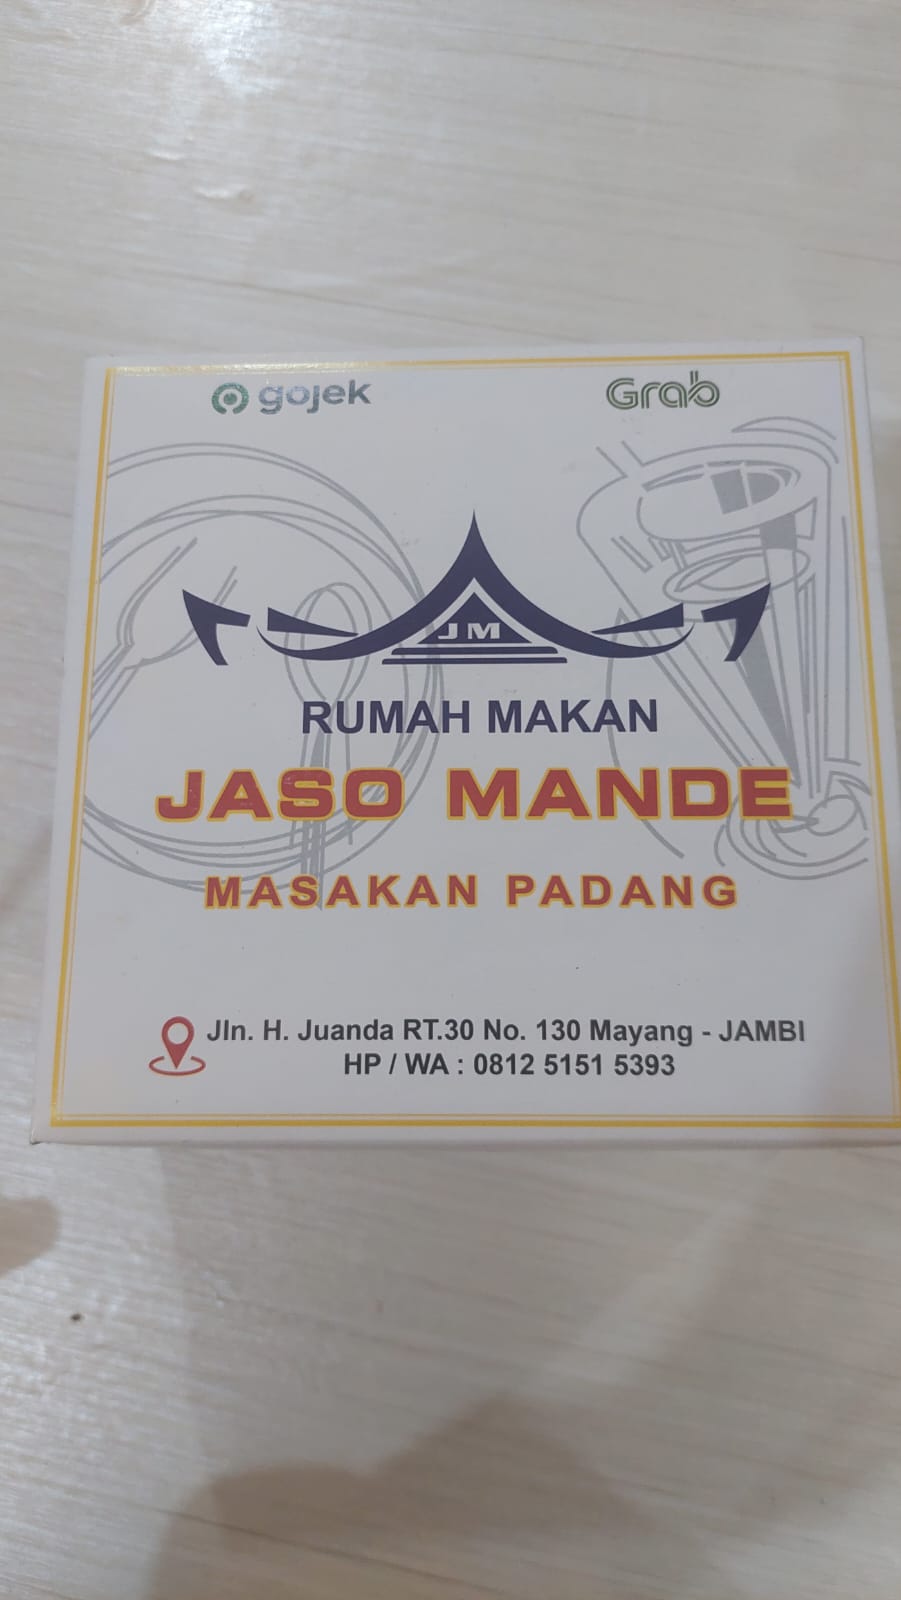 gojek Grab
JM
RUMAH MAKAN
JASO MANDE
MASAKAN PADANG
Jln. H. Juanda RT.30 No. 130 Mayang - JAMBI
HP / WA : 0812 5151 5393